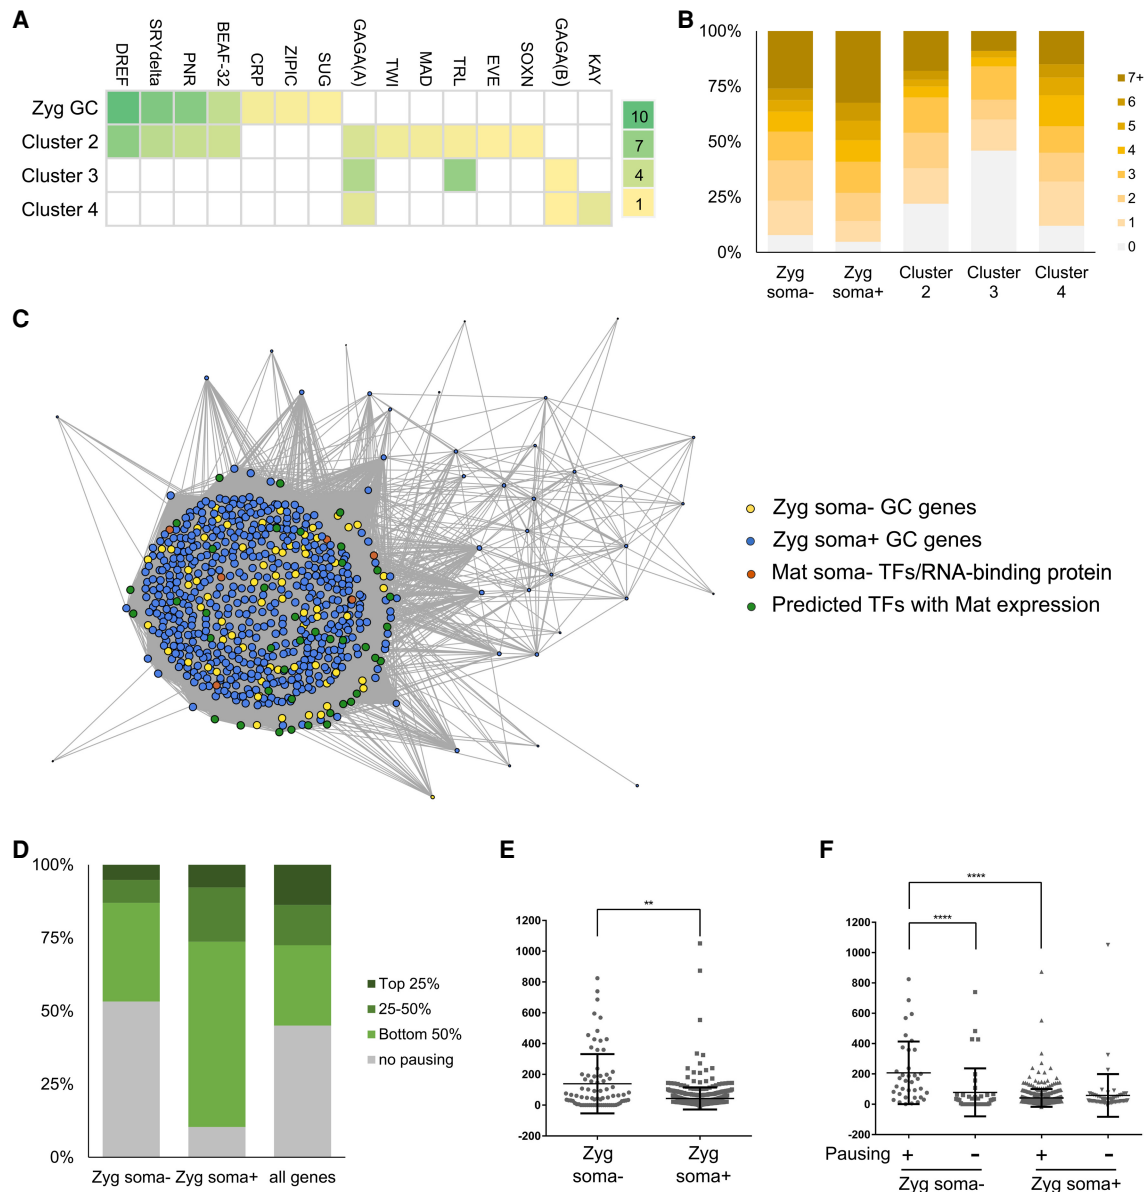 A
DREF
SRYdelta
PNR
BEAF-32
CRP
ZIPIC
SUG
GAGA(A)
TWI
MAD
TRL
EVE
SOXN
GAGA(B)
KAY
Zyg GC
Cluster 2
Cluster 3
Cluster 4
10
7
4
1
B
100%
75%
50%
25%
0%
Zyg
soma-
Zyg
soma+
Cluster
2
Cluster
3
Cluster
4
7+
6
5
4
3
2
1
0
C
Zyg soma- GC genes
Zyg soma+ GC genes
Mat soma- TFs/RNA-binding protein
Predicted TFs with Mat expression
D
100%
75%
50%
25%
0%
Zyg soma-
Zyg soma+
all genes
Top 25%
25-50%
Bottom 50%
no pausing
E
**
1200
1000
800
600
400
200
0
-200
Zyg
soma-
Zyg
soma+
F
****
****
1200
1000
800
600
400
200
0
-200
Pausing + - + -
Zyg soma- Zyg soma+